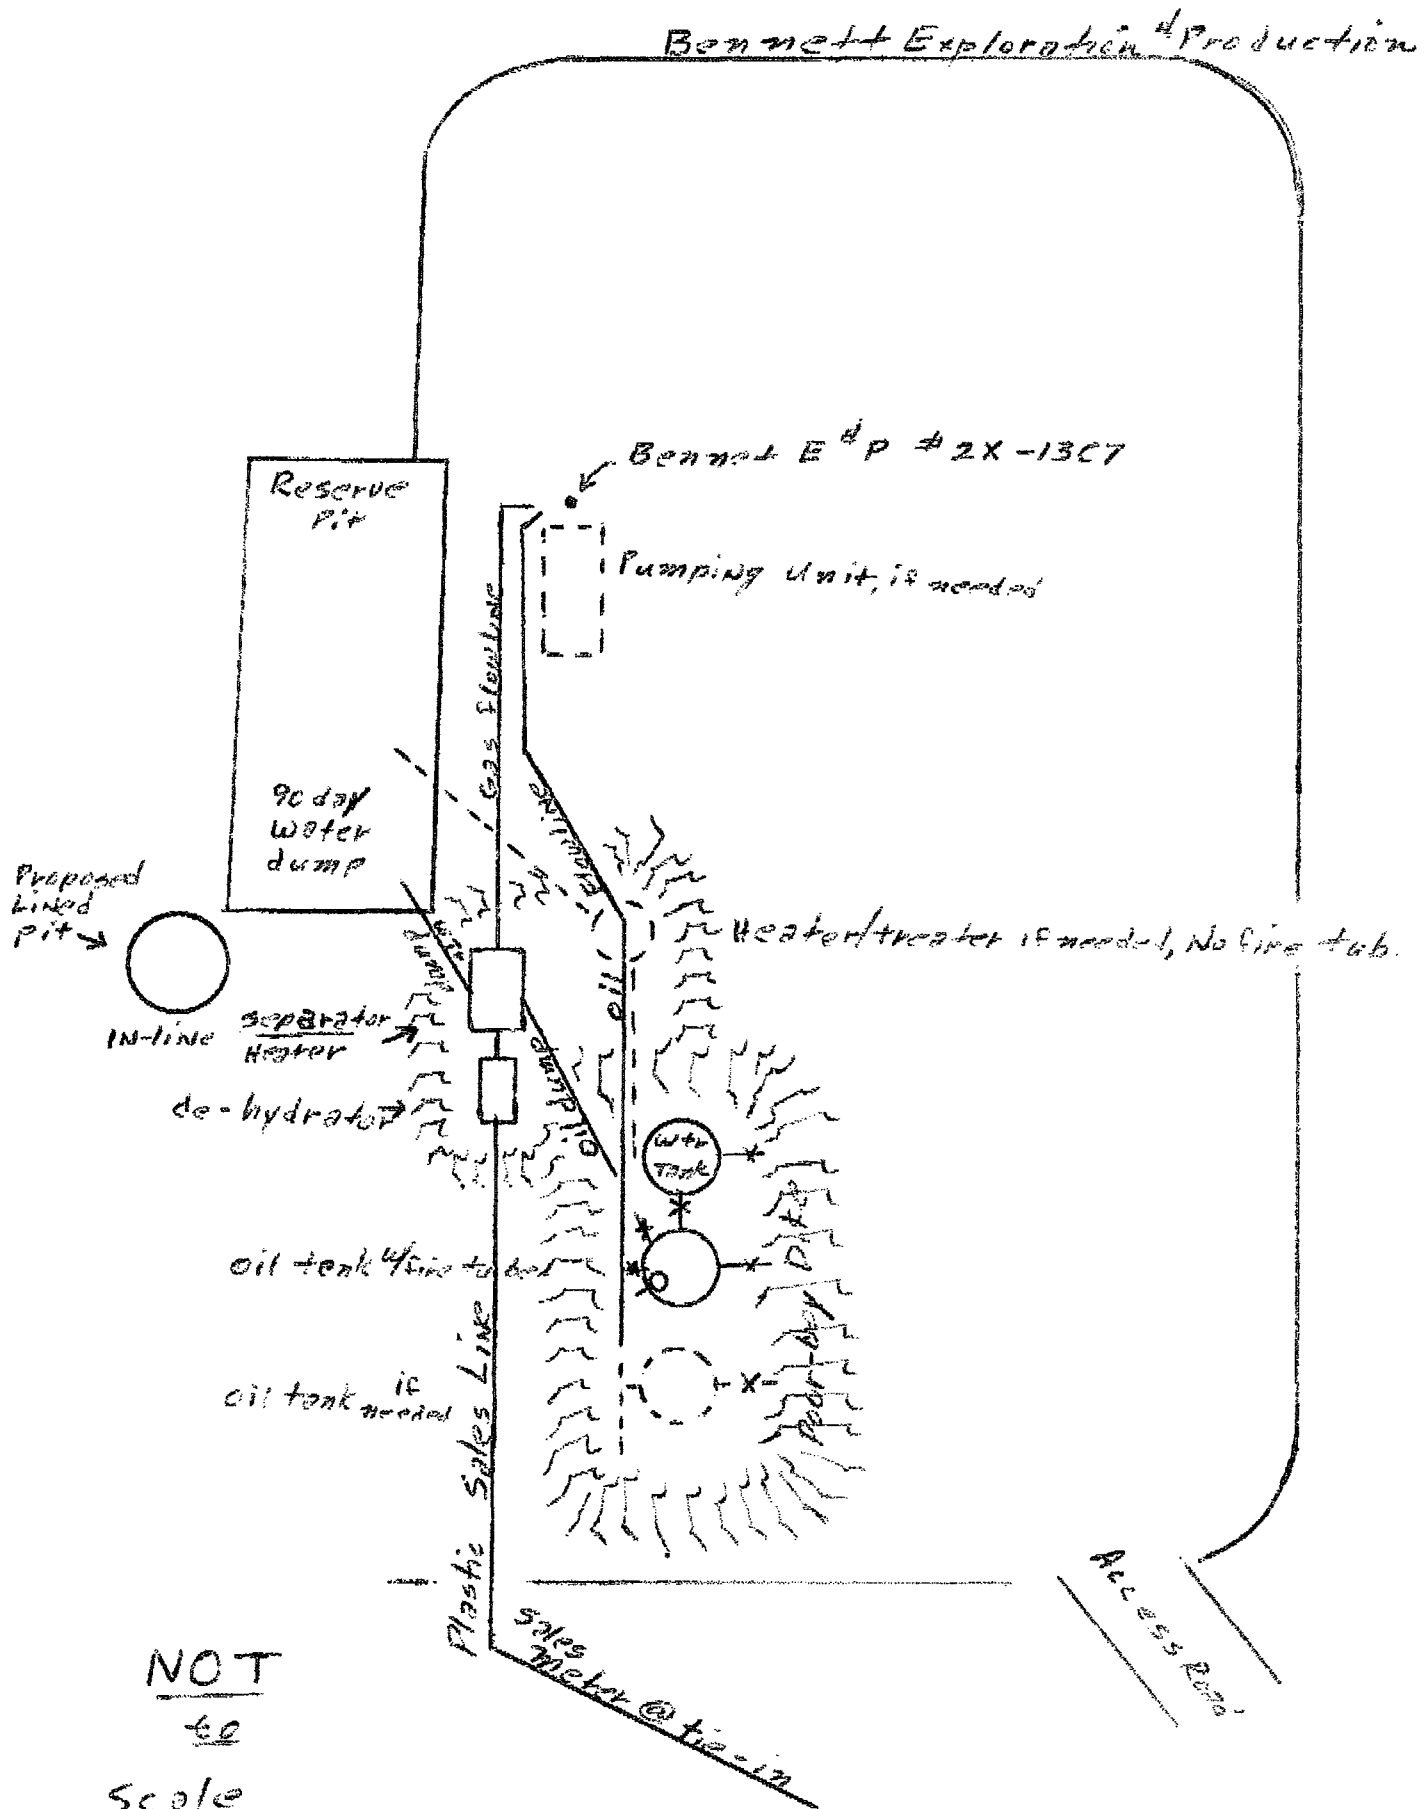 Bennett Exploration & Production
Bennet E & P # 2X-13C7
Reserve
Pit
Pumping Unit, if needed
Gas flowline
flowline
90 day
Water
dump
Proposed
Lined
pit
wtr
dump
Heater/treater if needed, No fire tub.
oil
IN-line separator
Heater
de-hydrator
oil dump
wtr
Tank
oil tank w/fire tubes
oil tank if
needed
Plastic Sales Line
Access Road
Sales
Meter @ tie-in
NOT
to
Scale